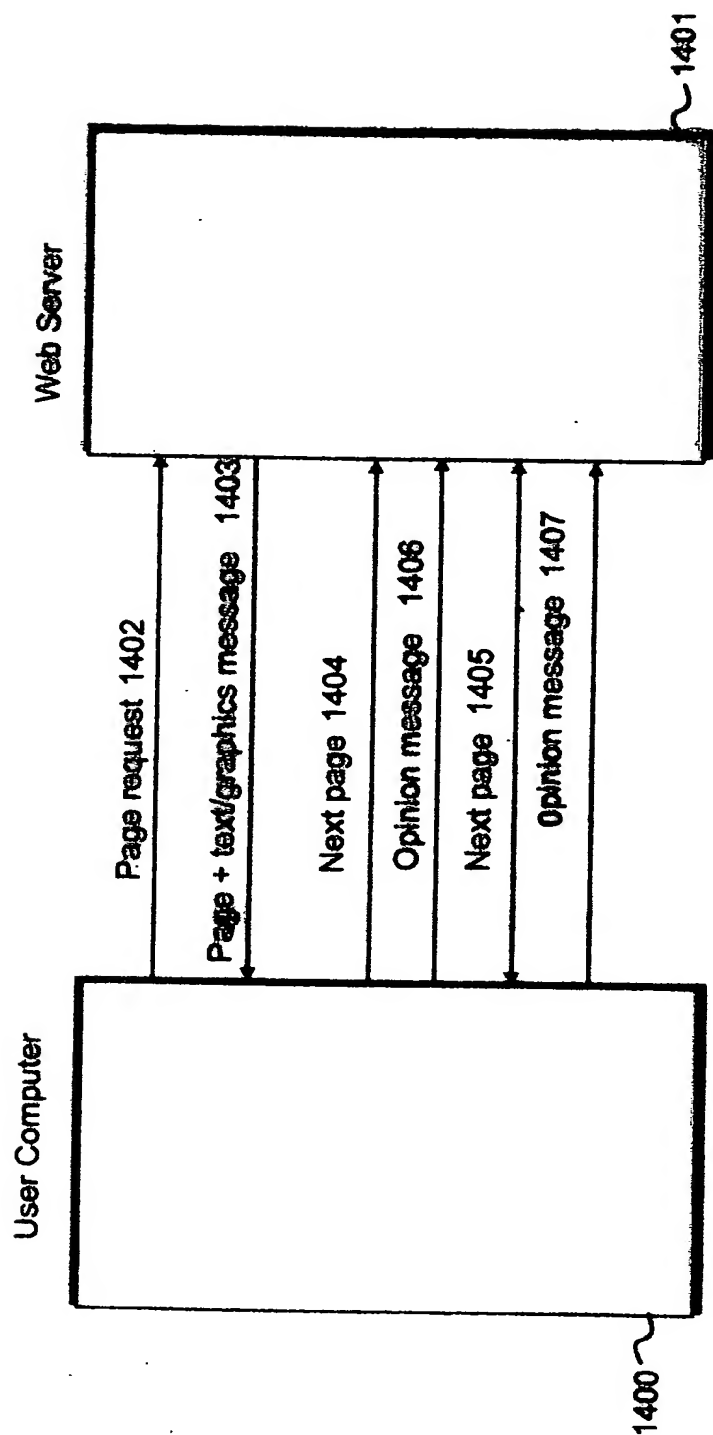 User Computer
Web Server
Page request 1402
Page + text/graphics message 1403
Next page 1404
Opinion message 1406
Next page 1405
Opinion message 1407
1400
1401